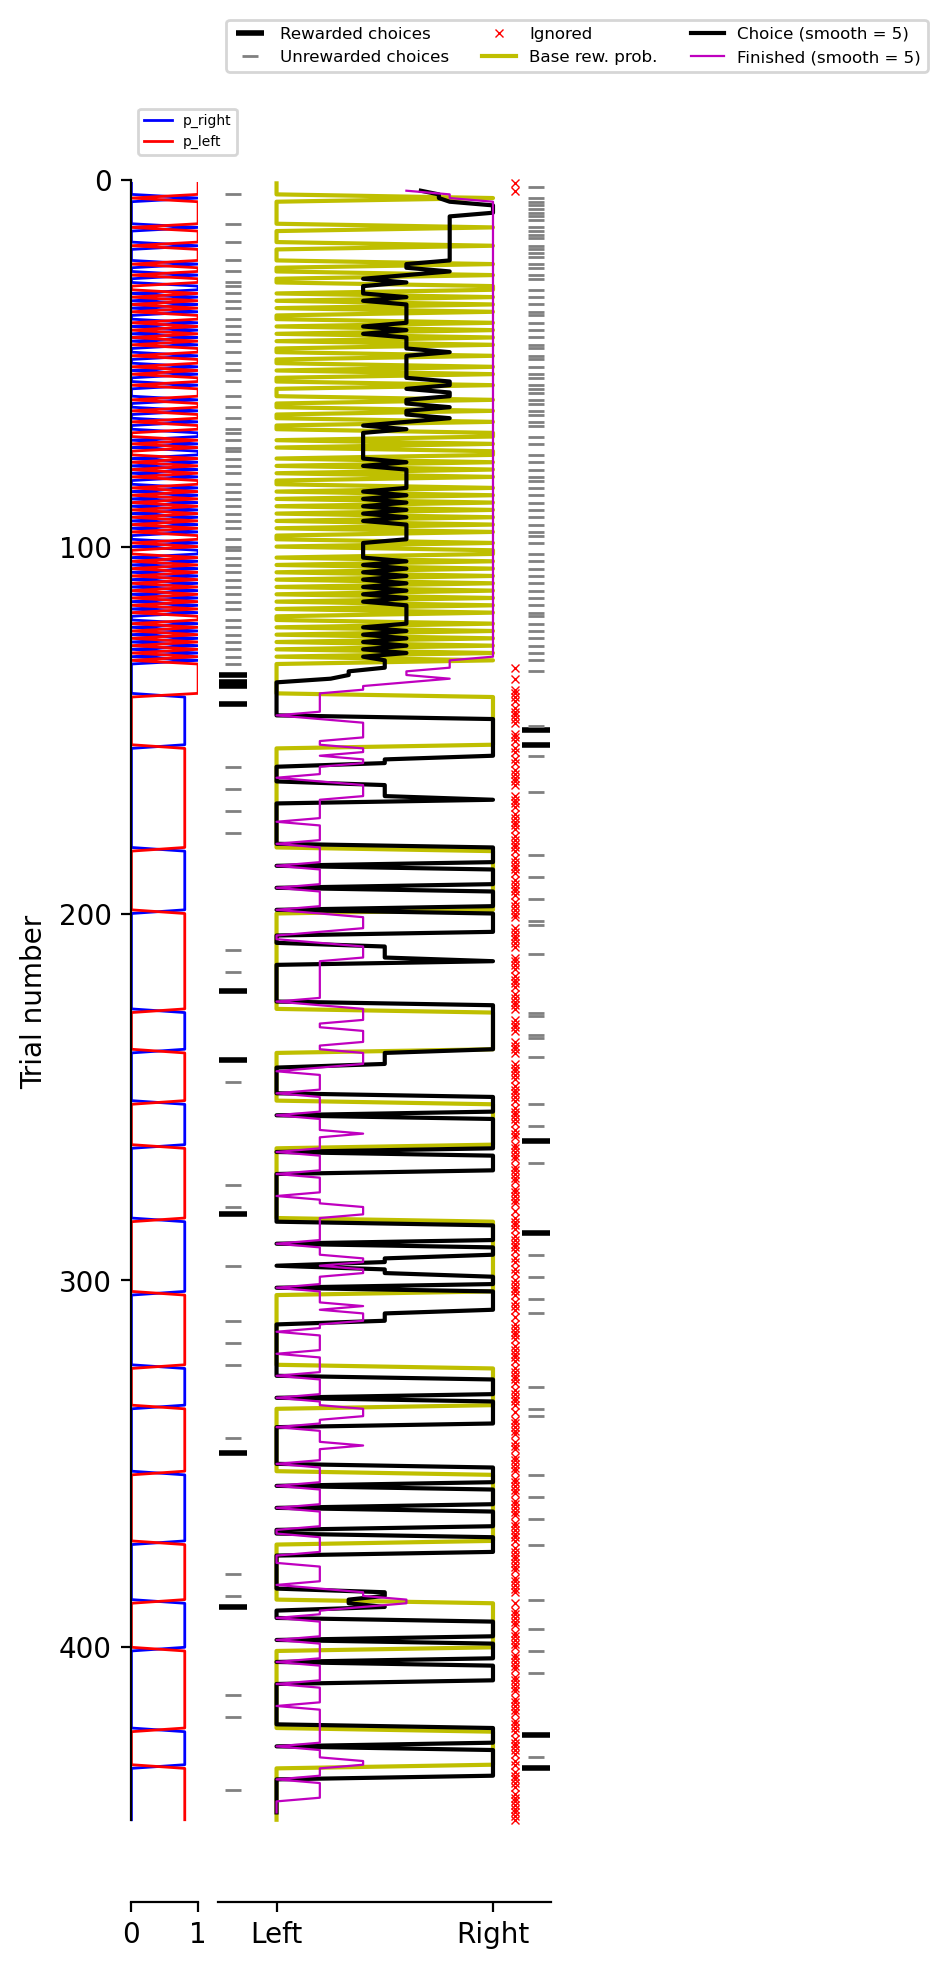 Rewarded choices
Unrewarded choices
Ignored
Base rew. prob.
Choice (smooth = 5)
Finished (smooth = 5)
p_right
p_left
0
100
200
300
400
Trial number
0 1
Left Right